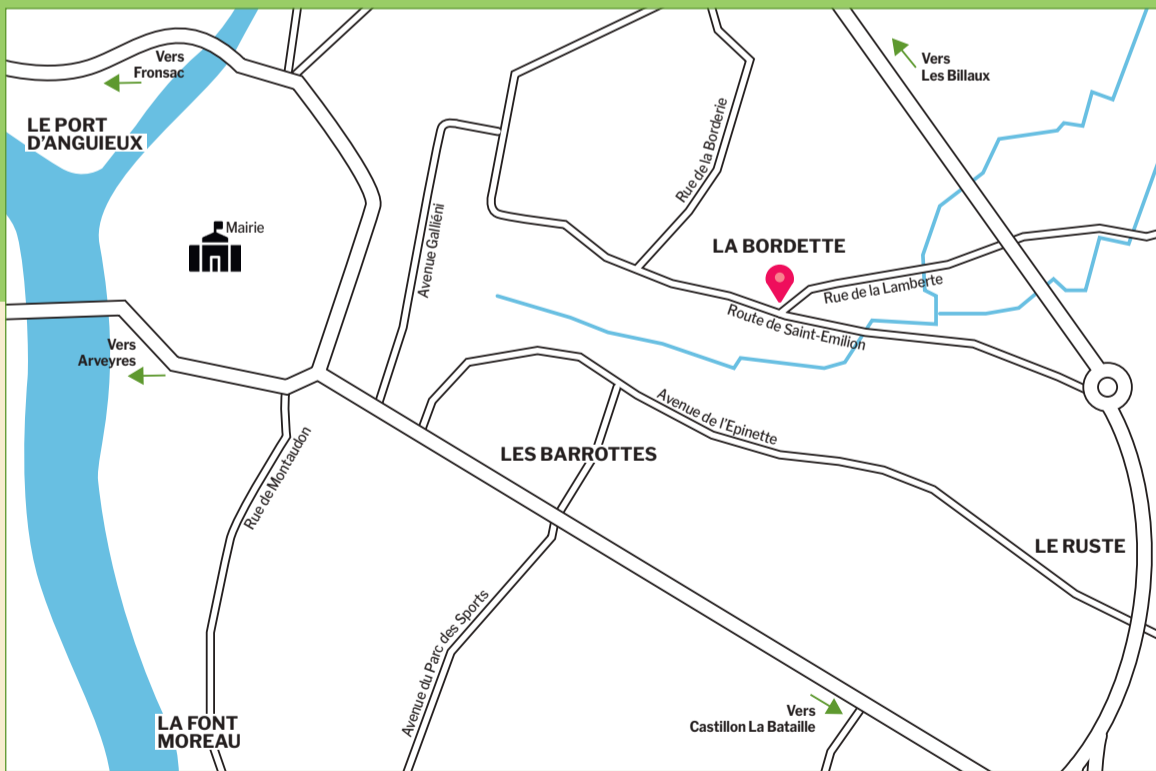 Vers
Fronsac
Vers
Les Billaux
LE PORT
D'ANGUIEUX
Rue de la Borderie
Mairie
Avenue Galliéni
LA BORDETTE
Rue de la Lamberte
Route de Saint-Emilion
Vers
Arveyres
Avenue de l'Epinette
LES BARROTTES
Rue de Montaudon
LE RUSTE
Avenue du Parc des Sports
LA FONT
MOREAU
Vers
Castillon La Bataille